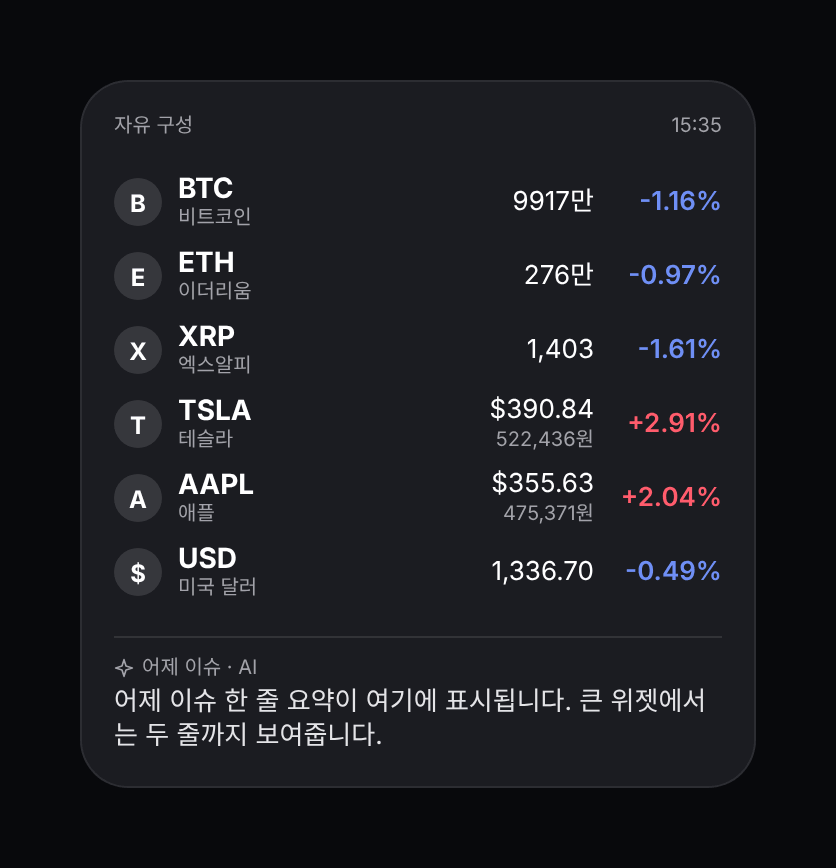 자유 구성 15:35
B BTC 9917만 -1.16%
비트코인
E ETH 276만 -0.97%
이더리움
X XRP 1,403 -1.61%
엑스알피
T TSLA $390.84 +2.91%
테슬라 522,436원
A AAPL $355.63 +2.04%
애플 475,371원
$ USD 1,336.70 -0.49%
미국 달러
어제 이슈 · AI
어제 이슈 한 줄 요약이 여기에 표시됩니다. 큰 위젯에서
는 두 줄까지 보여줍니다.